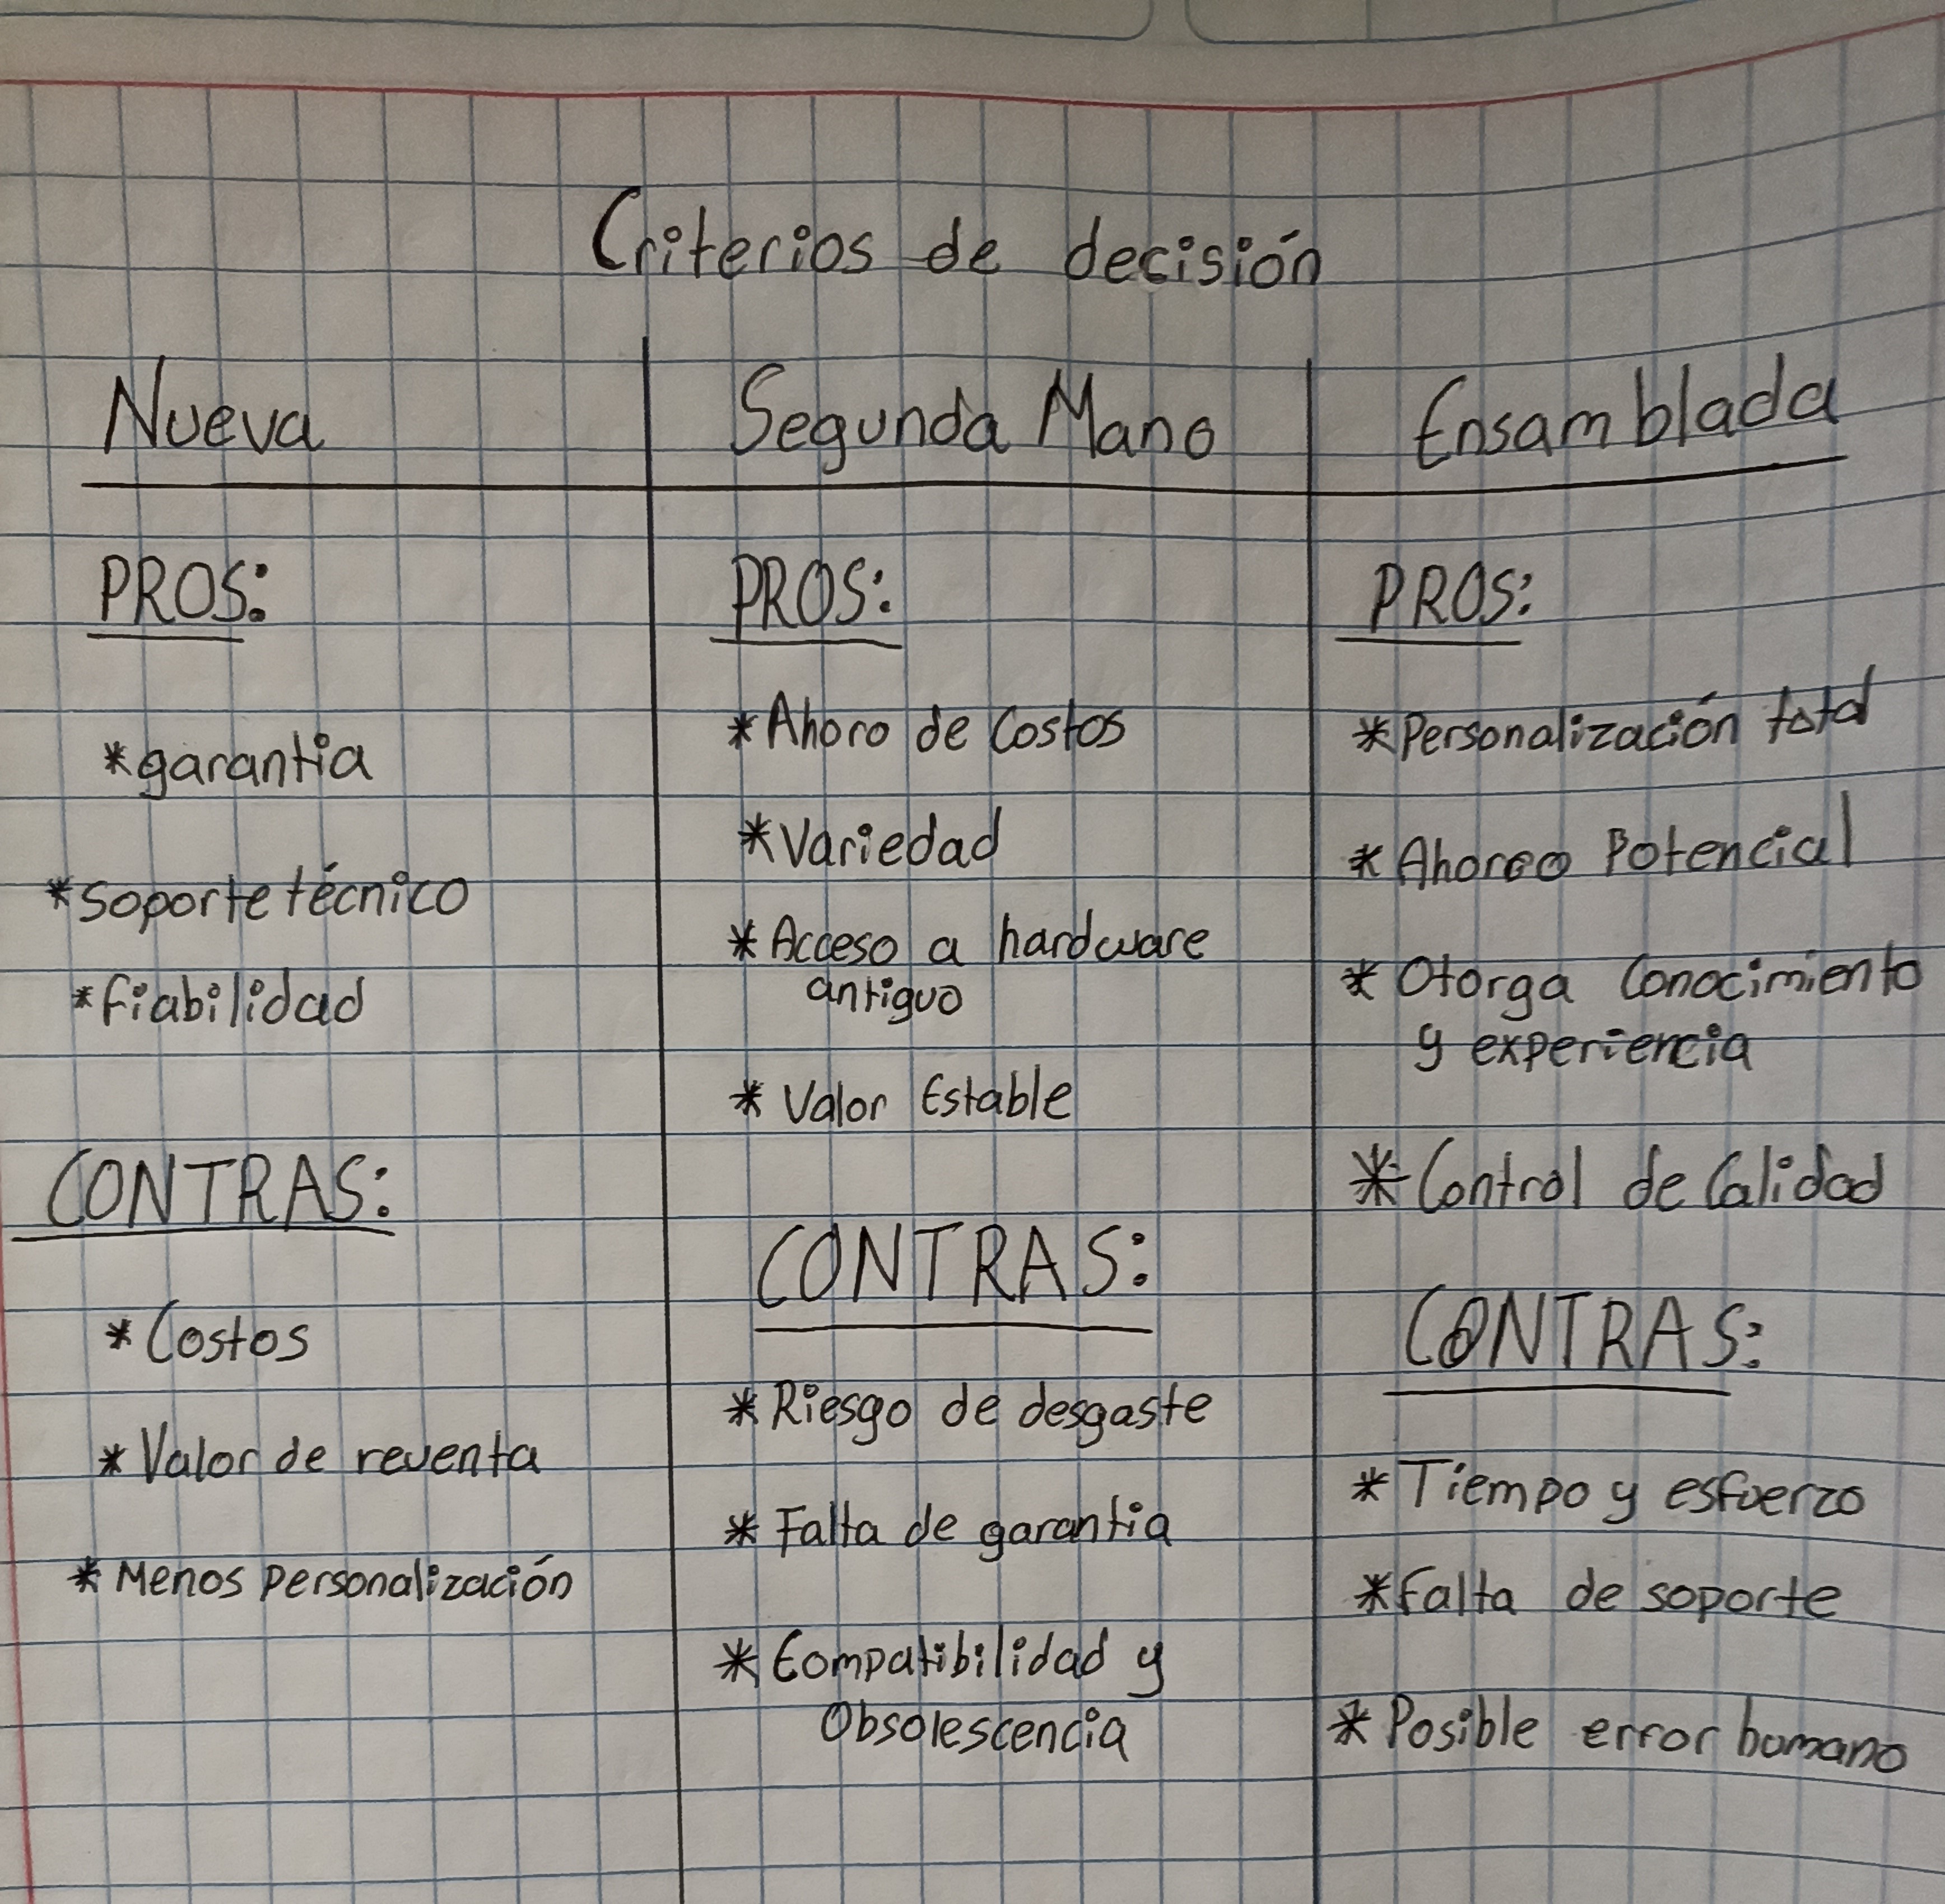 Criterios de decisión
Nueva
PROS:
*garantia
*soporte técnico
*fiabilidad
CONTRAS:
*Costos
*Valor de reventa
*Menos personalización
Segunda Mano
PROS:
*Ahoro de Costos
*Variedad
*Acceso a hardware
antiguo
*Valor Estable
CONTRAS:
*Riesgo de desgaste
*Falta de garantia
*Compatibilidad y
Obsolescencia
Ensamblada
PROS:
*Personalización total
*Ahorro Potencial
*Otorga Conocimiento
y experiencia
*Control de Calidad
CONTRAS:
*Tiempo y esfuerzo
*Falta de soporte
*Posible error humano